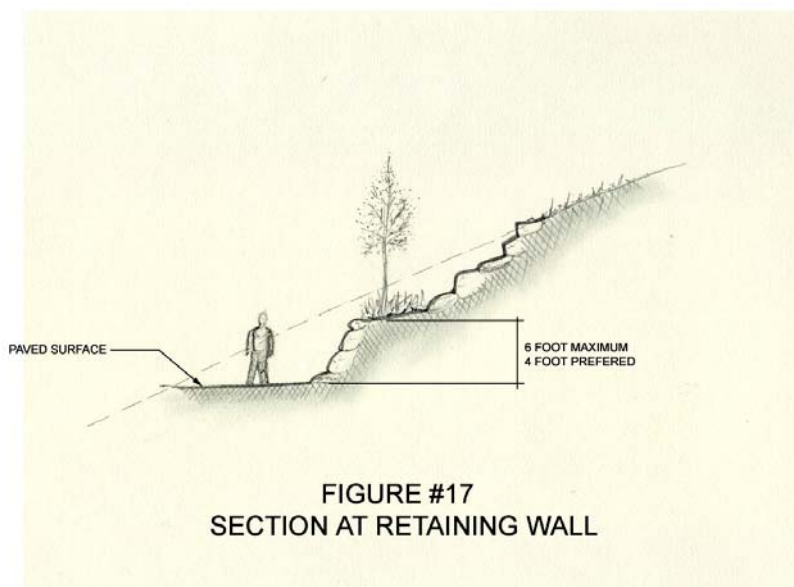 PAVED SURFACE
6 FOOT MAXIMUM
4 FOOT PREFERED
FIGURE #17
SECTION AT RETAINING WALL